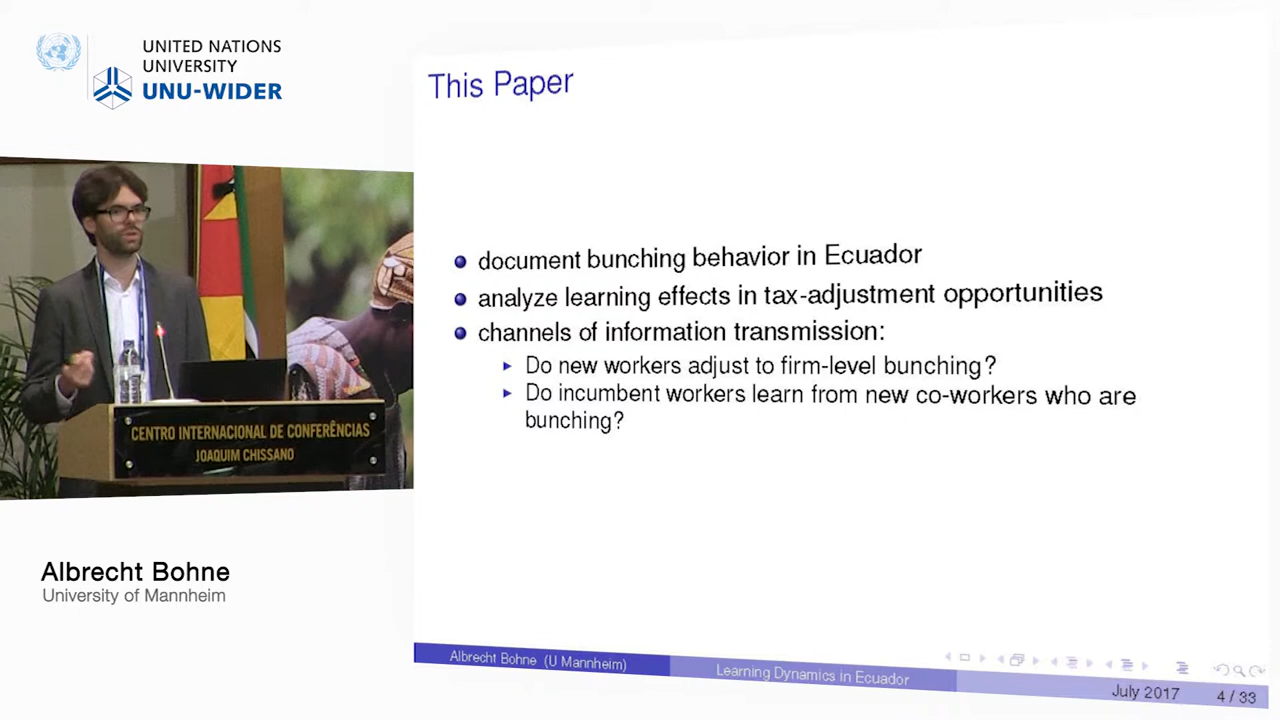 UNITED NATIONS
UNIVERSITY
UNU-WIDER
This Paper
document bunching behavior in Ecuador
analyze learning effects in tax-adjustment opportunities
channels of information transmission:
Do new workers adjust to firm-level bunching?
Do incumbent workers learn from new co-workers who are
bunching?
CENTRO INTERNACIONAL DE CONFERÊNCIAS
JOAQUIM CHISSANO
Albrecht Bohne
University of Mannheim
Albrecht Bohne (U Mannheim)
Learning Dynamics in Ecuador
July 2017
4 / 33